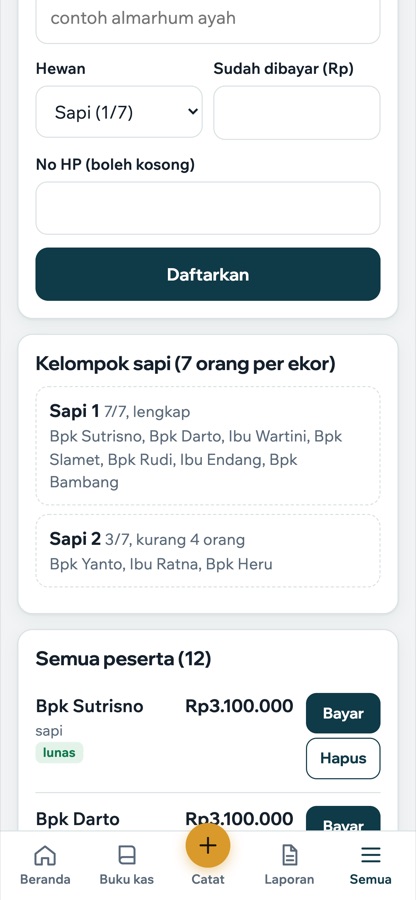 contoh almarhum ayah
Hewan
Sudah dibayar (Rp)
Sapi (1/7)
No HP (boleh kosong)
Daftarkan
Kelompok sapi (7 orang per ekor)
Sapi 1 7/7, lengkap
Bpk Sutrisno, Bpk Darto, Ibu Wartini, Bpk
Slamet, Bpk Rudi, Ibu Endang, Bpk
Bambang
Sapi 2 3/7, kurang 4 orang
Bpk Yanto, Ibu Ratna, Bpk Heru
Semua peserta (12)
Bpk Sutrisno
Rp3.100.000
Bayar
sapi
lunas
Hapus
Bpk Darto
Rp3.100.000
Bayar
Beranda
Buku kas
Catat
Laporan
Semua